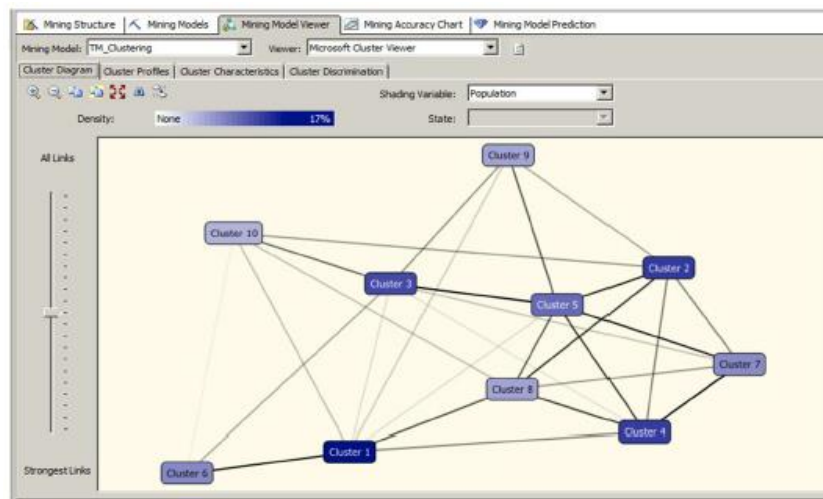 Mining Structure Mining Models Mining Model Viewer Mining Accuracy Chart Mining Model Prediction
Mining Model: TM_Clustering Viewer: Microsoft Cluster Viewer
Cluster Diagram Cluster Profiles Cluster Characteristics Cluster Discrimination
Shading Variable: Population
Density: None 17% State:
All Links
Cluster 9
Cluster 10
Cluster 2
Cluster 3
Cluster 5
Cluster 7
Cluster 8
Cluster 4
Cluster 1
Strongest Links
Cluster 6